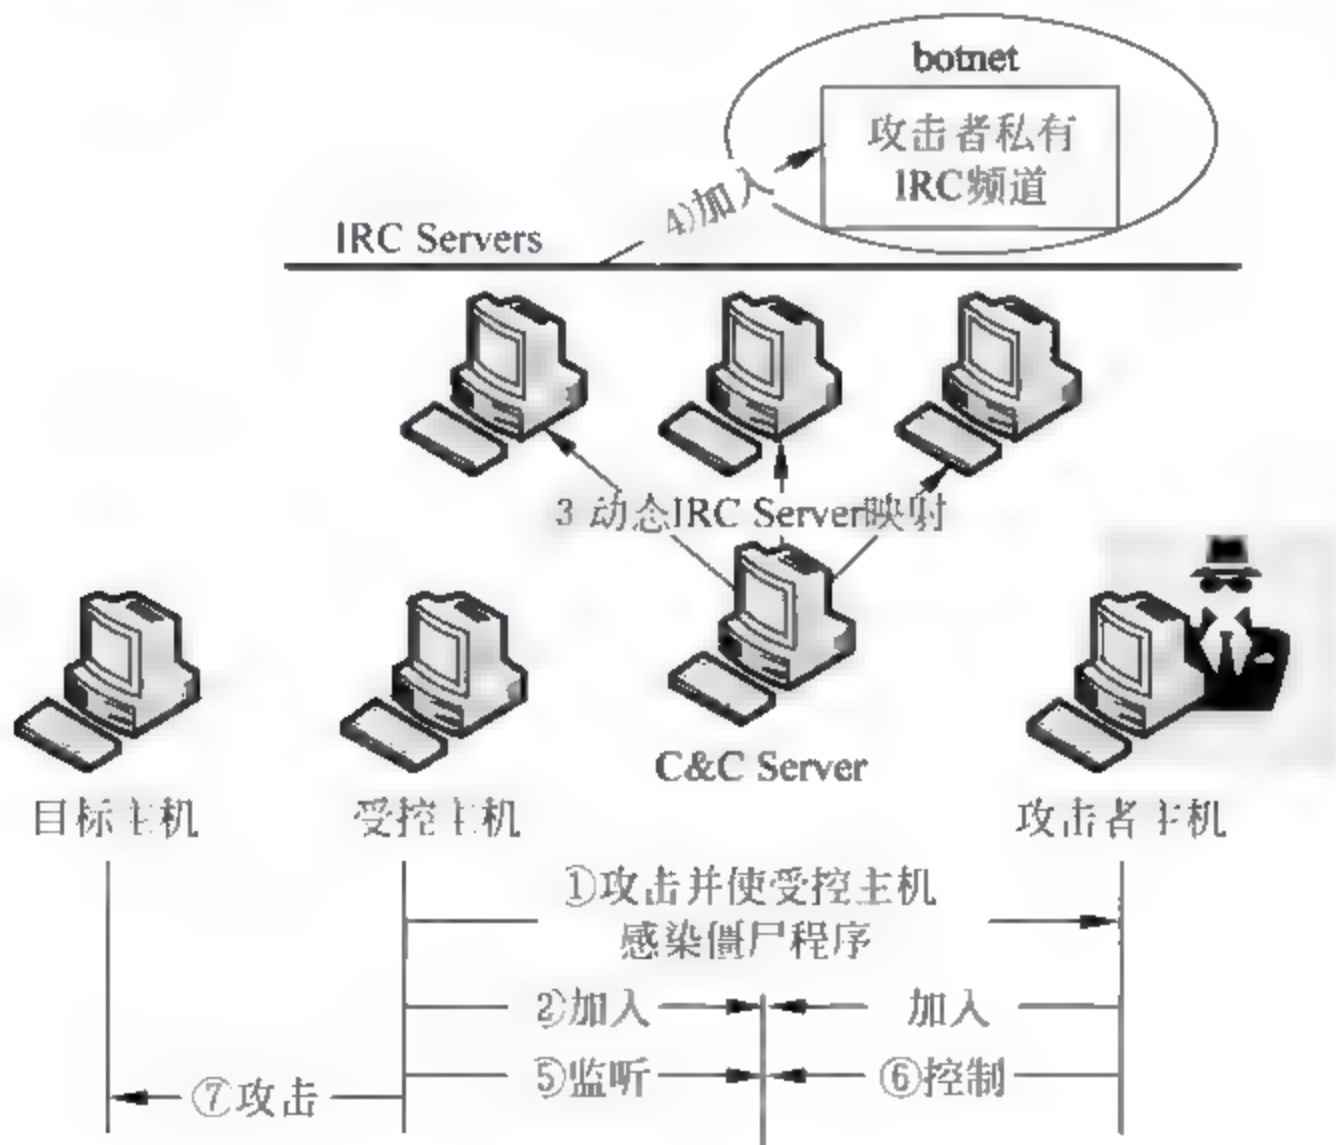 botnet
攻击者私有
IRC频道
4)加入
IRC Servers
3 动态IRC Server映射
C&C Server
目标主机
受控主机
攻击者主机
①攻击并使受控主机
感染僵尸程序
②加入
加入
⑤监听
⑥控制
⑦攻击